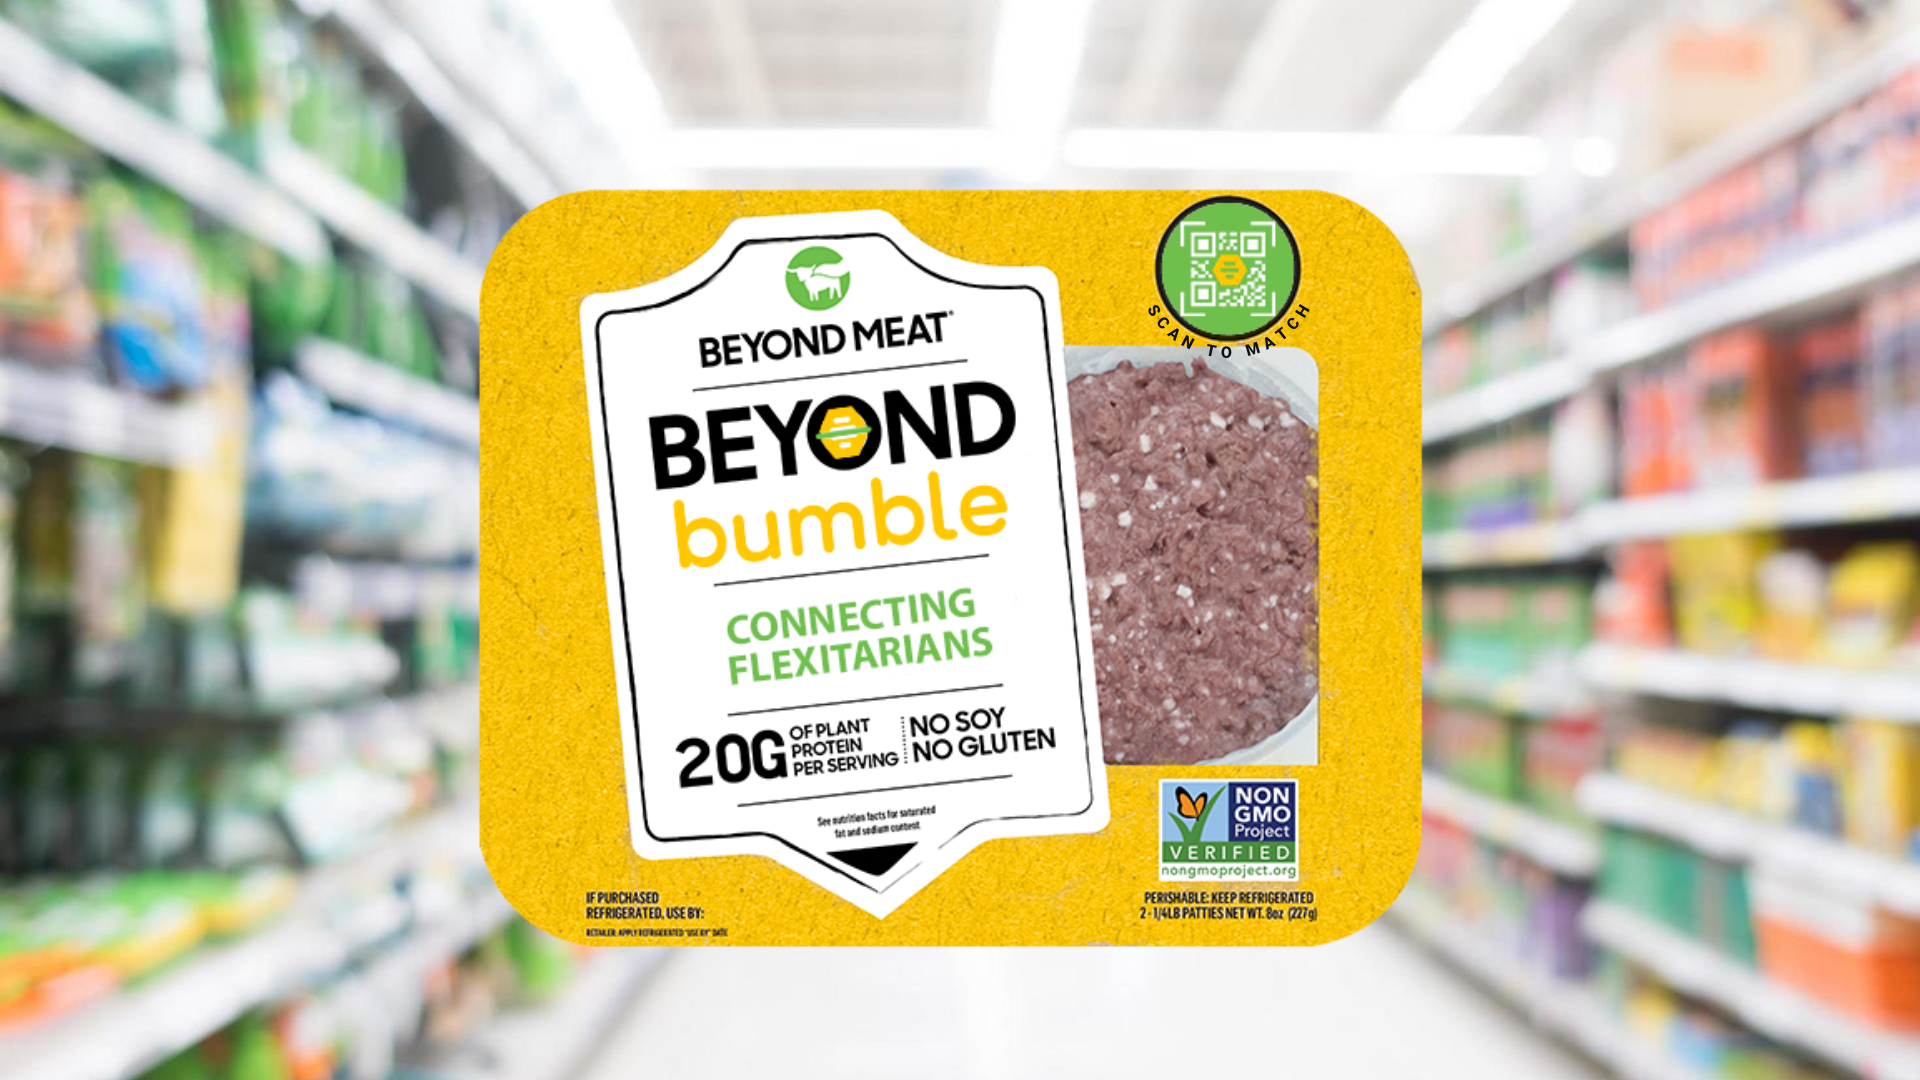 SCAN TO MATCH
BEYOND MEAT®
BEYOND
bumble
CONNECTING
FLEXITARIANS
20G
OF PLANT
PROTEIN
PER SERVING
NO SOY
NO GLUTEN
See nutrition facts for saturated
fat and sodium content
NON
GMO
Project
VERIFIED
nongmoproject.org
IF PURCHASED
REFRIGERATED, USE BY:
RETAILER: APPLY REFRIGERATED "USE BY" DATE
PERISHABLE: KEEP REFRIGERATED
2 - 1/4LB PATTIES NET WT. 8oz (227g)